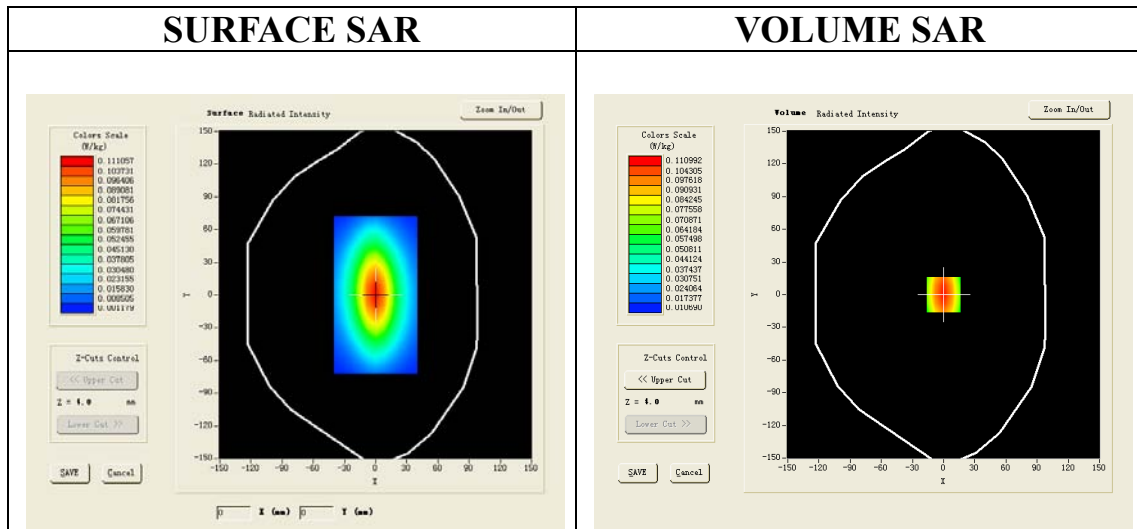 SURFACE SAR
Surface Radiated Intensity
Zoom In/Out
Colors Scale
(W/kg)
0.111057
0.103731
0.096406
0.089081
0.081756
0.074431
0.067106
0.059781
0.052455
0.045130
0.037805
0.030480
0.023155
0.015830
0.008505
0.001179
Z-Cuts Control
<< Upper Cut
Z = 4.0 mm
Lower Cut >>
SAVE Cancel
150
120
90
60
30
0
-30
-60
-90
-120
-150
Y
-150 -120 -90 -60 -30 0 30 60 90 120 150
X
0 X (mm) 0 Y (mm)
VOLUME SAR
Volume Radiated Intensity
Zoom In/Out
Colors Scale
(W/kg)
0.110992
0.104305
0.097618
0.090931
0.084245
0.077558
0.070871
0.064184
0.057498
0.050811
0.044124
0.037437
0.030751
0.024064
0.017377
0.010690
Z-Cuts Control
<< Upper Cut
Z = 4.0 mm
Lower Cut >>
SAVE Cancel
150
120
90
60
30
0
-30
-60
-90
-120
-150
Y
-150 -120 -90 -60 -30 0 30 60 90 120 150
X